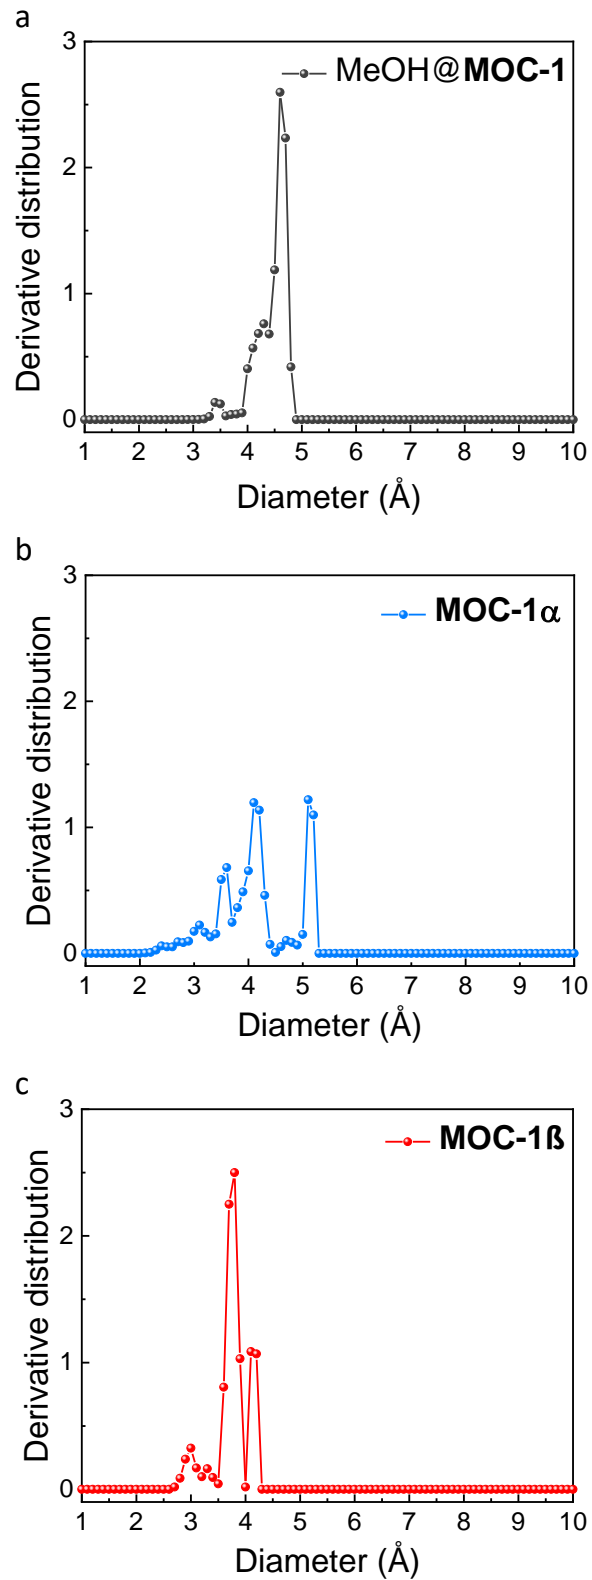 a
3
2
1
0
Derivative distribution
MeOH@MOC-1
1 2 3 4 5 6 7 8 9 10
Diameter (Å)
b
3
2
1
0
Derivative distribution
MOC-1α
1 2 3 4 5 6 7 8 9 10
Diameter (Å)
c
3
2
1
0
Derivative distribution
MOC-1ß
1 2 3 4 5 6 7 8 9 10
Diameter (Å)